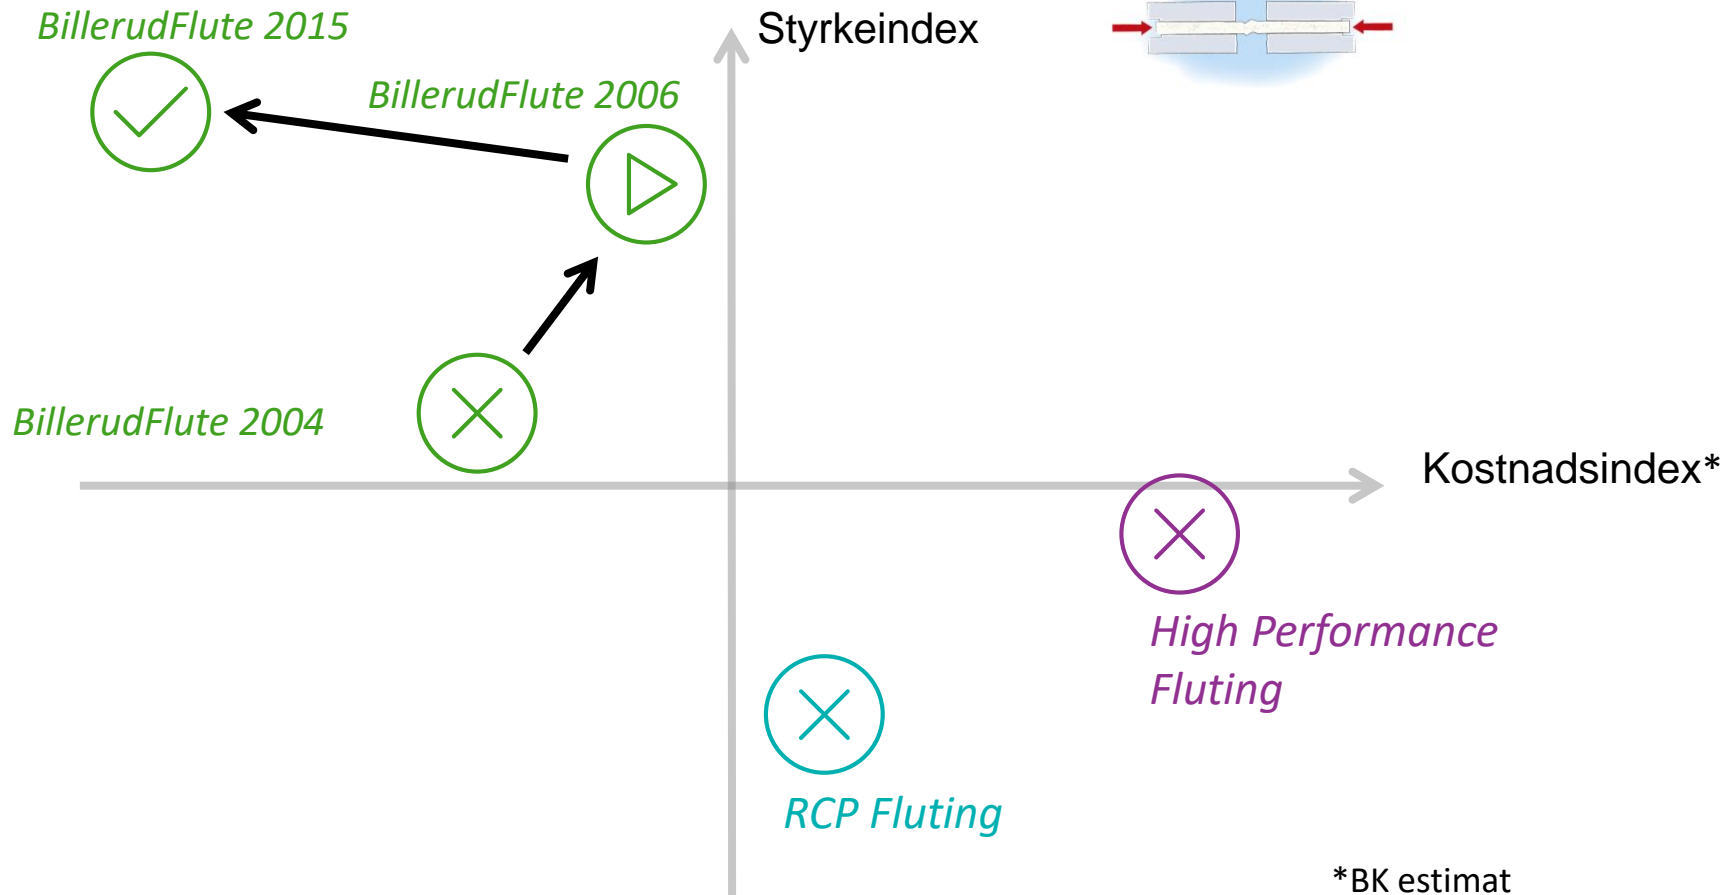 BillerudFlute 2015
Styrkeindex
BillerudFlute 2006
BillerudFlute 2004
Kostnadsindex*
High Performance
Fluting
RCP Fluting
*BK estimat